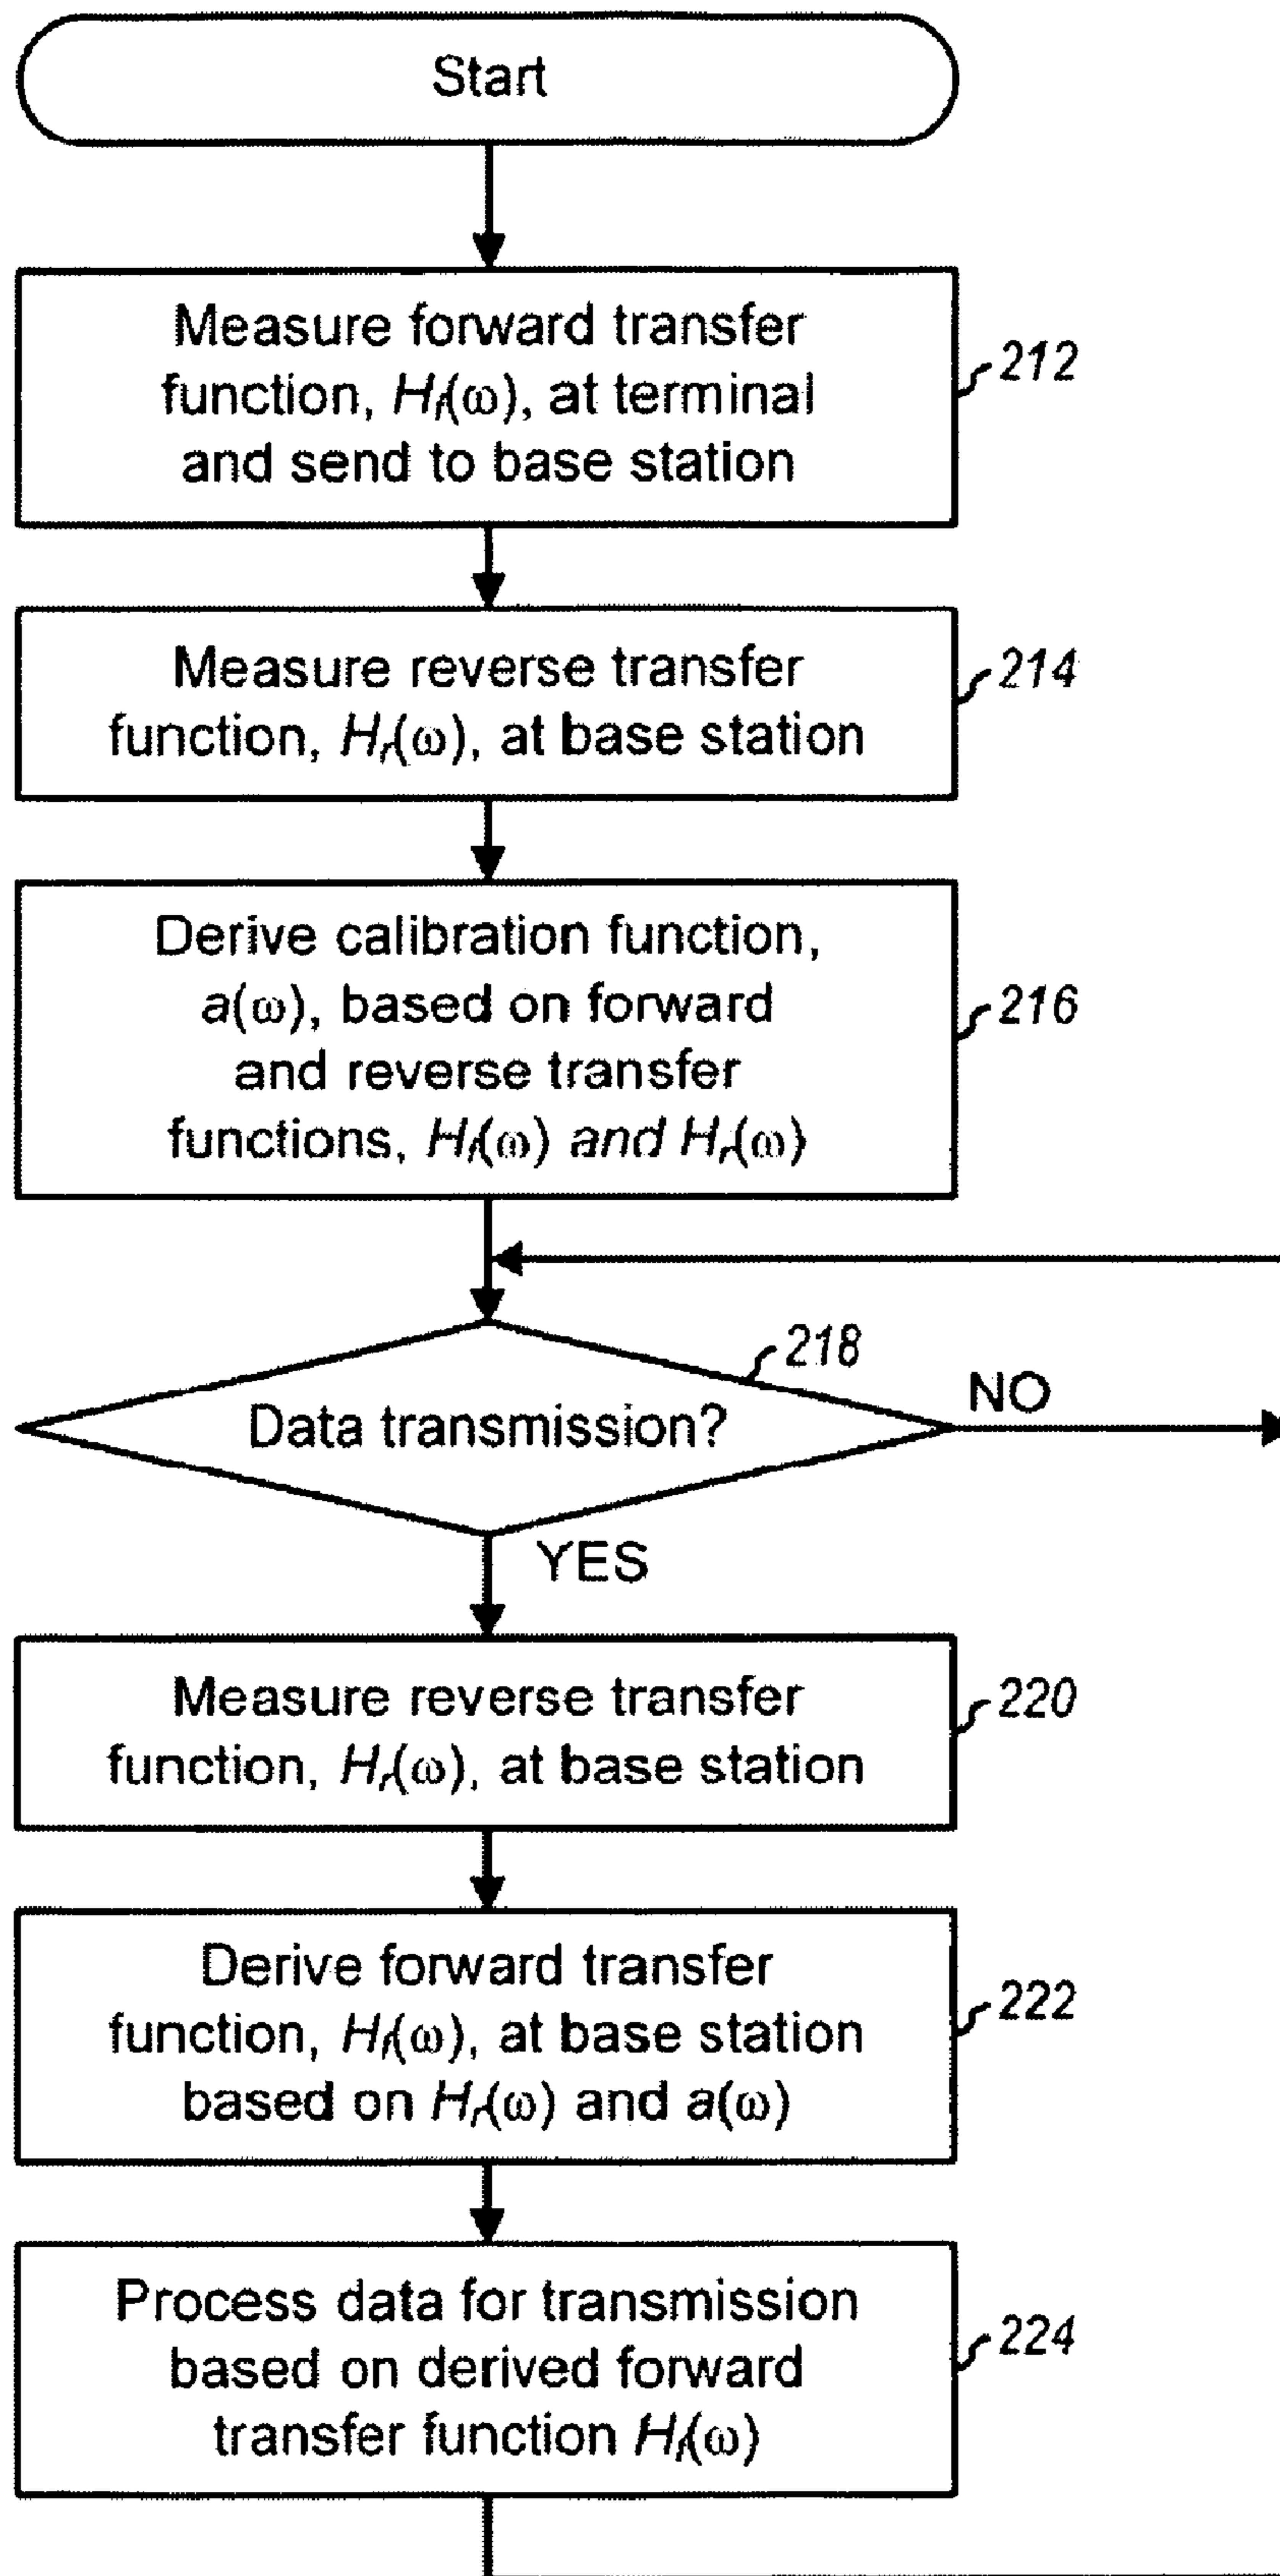 Start
Measure forward transfer
function, Hf(ω), at terminal
and send to base station
212
Measure reverse transfer
function, Hr(ω), at base station
214
Derive calibration function,
a(ω), based on forward
and reverse transfer
functions, Hf(ω) and Hr(ω)
216
218
Data transmission?
NO
YES
Measure reverse transfer
function, Hr(ω), at base station
220
Derive forward transfer
function, Hf(ω), at base station
based on Hr(ω) and a(ω)
222
Process data for transmission
based on derived forward
transfer function Hf(ω)
224